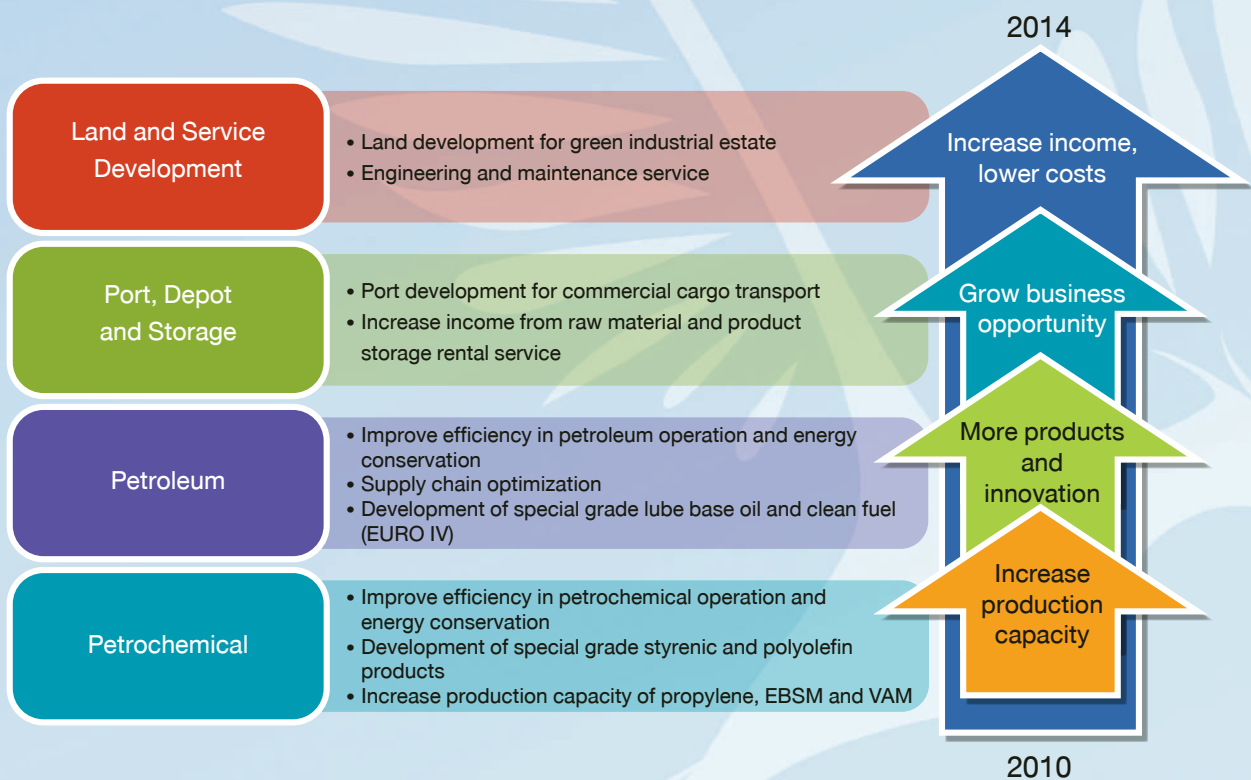 2014
Land and Service
Development
• Land development for green industrial estate
• Engineering and maintenance service
Increase income,
lower costs
Port, Depot
and Storage
• Port development for commercial cargo transport
• Increase income from raw material and product
storage rental service
Grow business
opportunity
Petroleum
• Improve efficiency in petroleum operation and energy
conservation
• Supply chain optimization
• Development of special grade lube base oil and clean fuel
(EURO IV)
More products
and
innovation
Petrochemical
• Improve efficiency in petrochemical operation and
energy conservation
• Development of special grade styrenic and polyolefin
products
• Increase production capacity of propylene, EBSM and VAM
Increase
production
capacity
2010